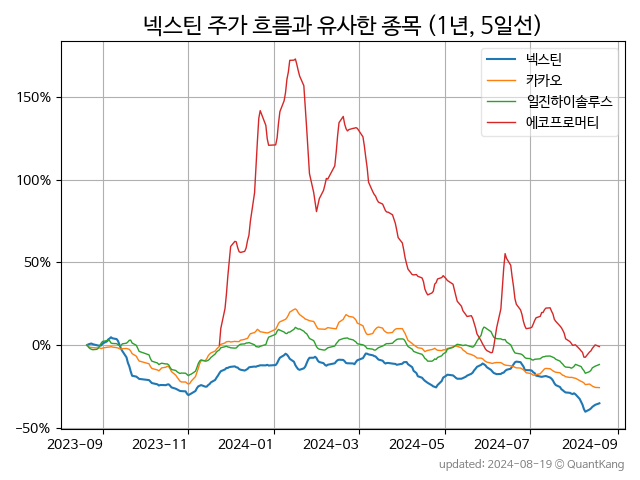 넥스틴 주가 흐름과 유사한 종목 (1년, 5일선)
넥스틴
카카오
일진하이솔루스
에코프로머티
150%
100%
50%
0%
−50%
2023-09 2023-11 2024-01 2024-03 2024-05 2024-07 2024-09
updated: 2024-08-19 © QuantKang